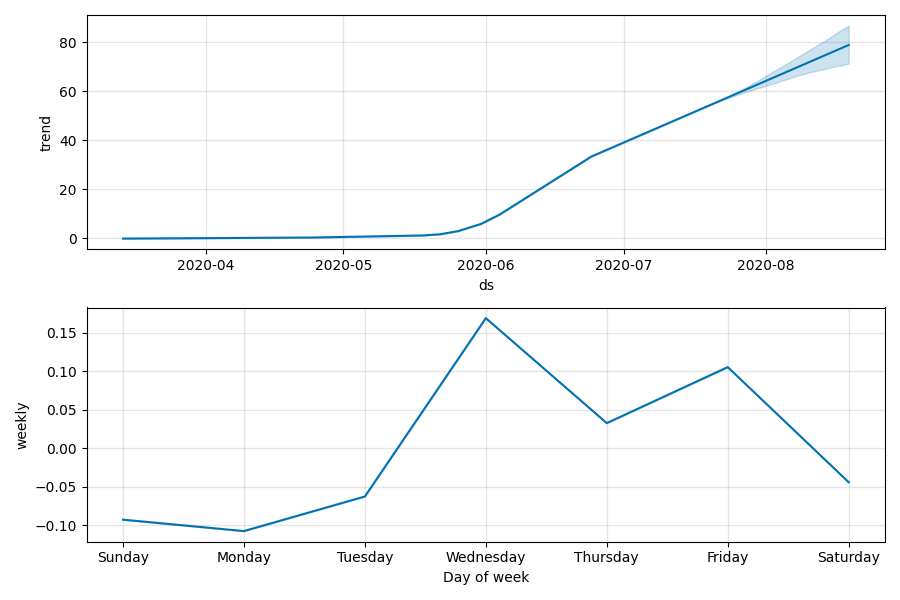 80
60
40
20
0
trend
2020-04 2020-05 2020-06 2020-07 2020-08
ds
0.15
0.10
0.05
0.00
−0.05
−0.10
weekly
Sunday Monday Tuesday Wednesday Thursday Friday Saturday
Day of week